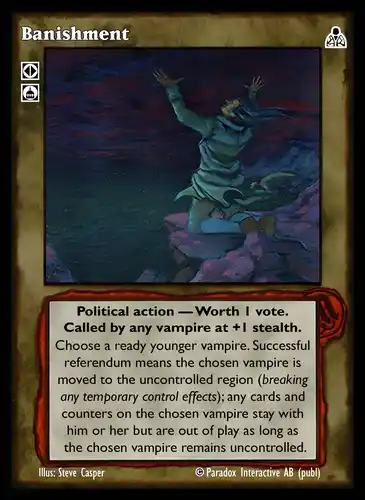 Banishment
Political action — Worth 1 vote.
Called by any vampire at +1 stealth.
Choose a ready younger vampire. Successful
referendum means the chosen vampire is
moved to the uncontrolled region (breaking
any temporary control effects); any cards and
counters on the chosen vampire stay with
him or her but are out of play as long as
the chosen vampire remains uncontrolled.
Illus: Steve Casper © Paradox Interactive AB (publ)